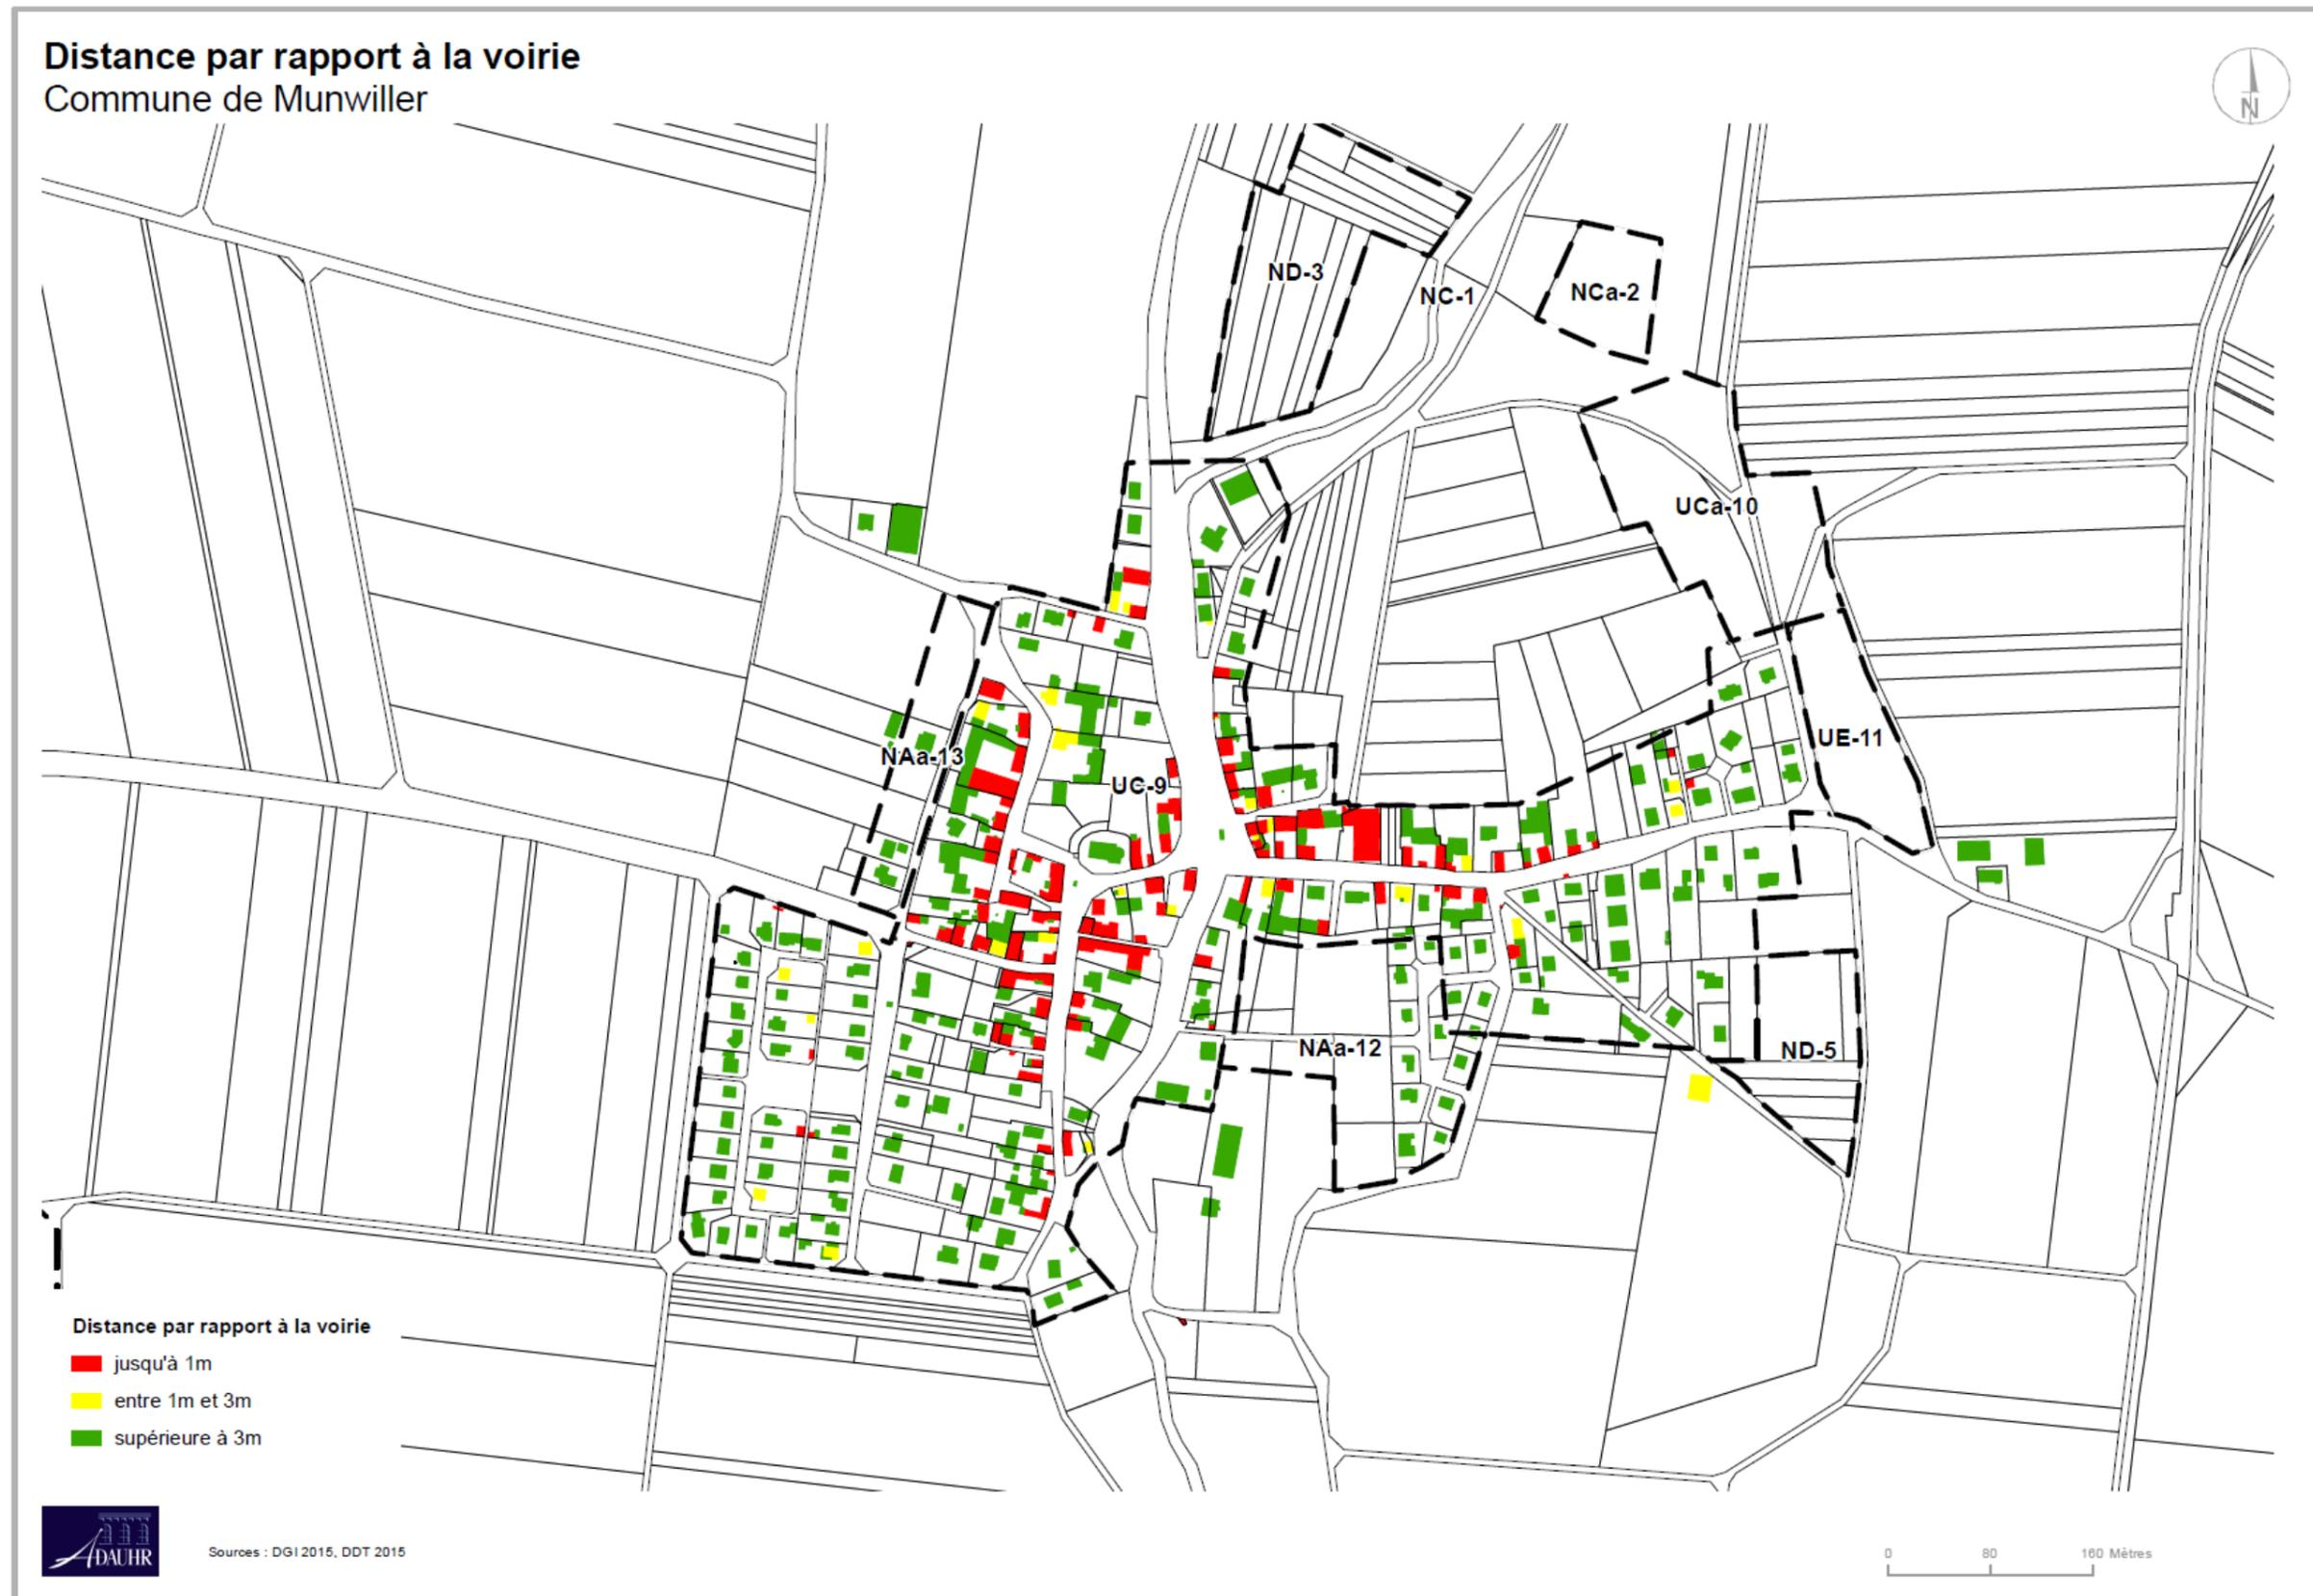 Distance par rapport à la voirie
Commune de Munwiller
N
ND-3
NC-1
NCa-2
UCa-10
UE-11
NAa-13
UC-9
NAa-12
ND-5
Distance par rapport à la voirie
jusqu'à 1m
entre 1m et 3m
supérieure à 3m
ADAUHR
Sources : DGI 2015, DDT 2015
0 80 160 Mètres